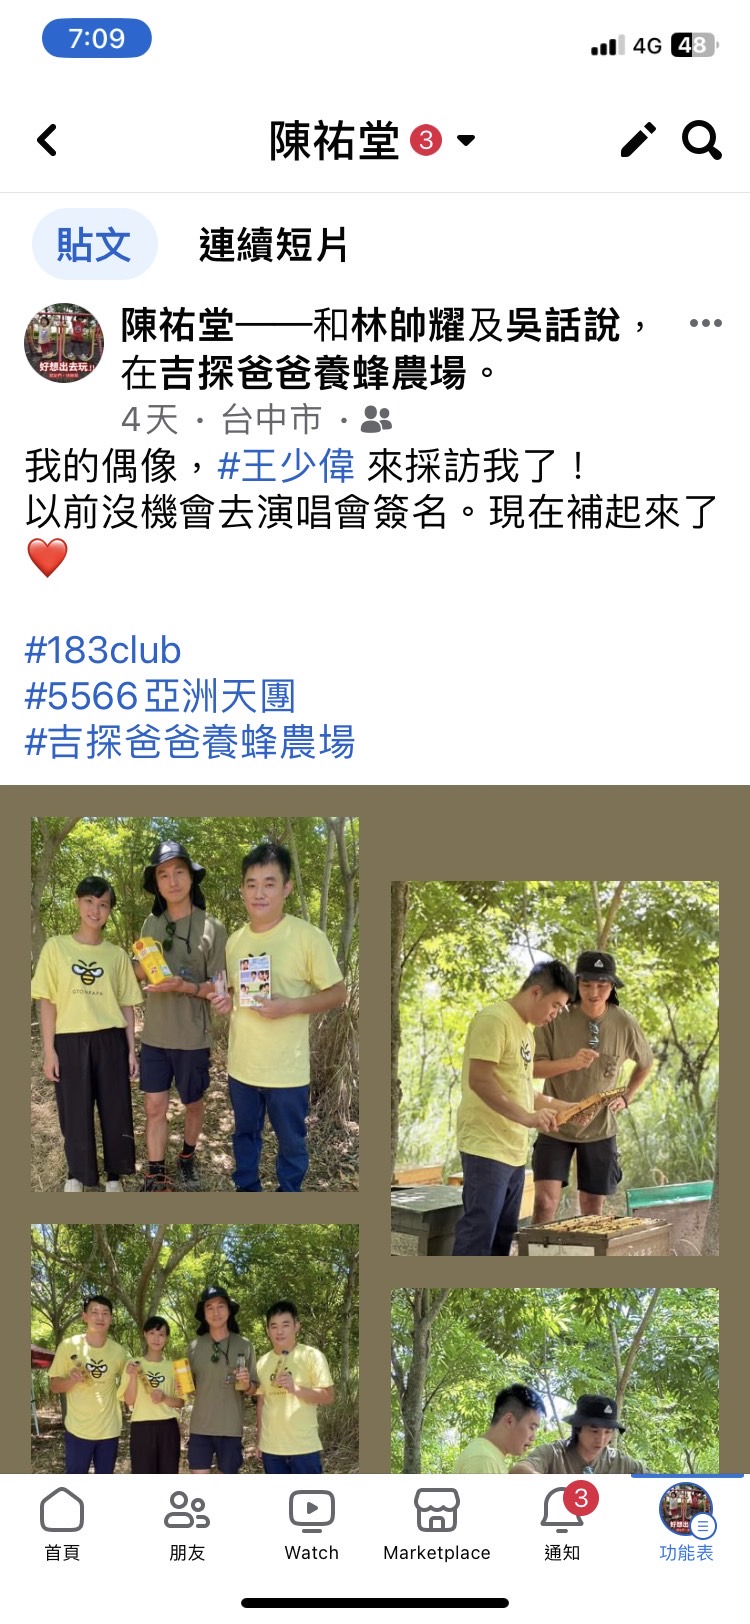 7:09
4G 48
陳祐堂 3
貼文 連續短片
陳祐堂——和林帥耀及吳話說，
在吉探爸爸養蜂農場。
4天 · 台中市 ·
我的偶像，#王少偉 來採訪我了！
以前沒機會去演唱會簽名。現在補起來了
❤️
#183club
#5566亞洲天團
#吉探爸爸養蜂農場
好想出去玩!!
首頁 朋友 Watch Marketplace 通知 3 功能表